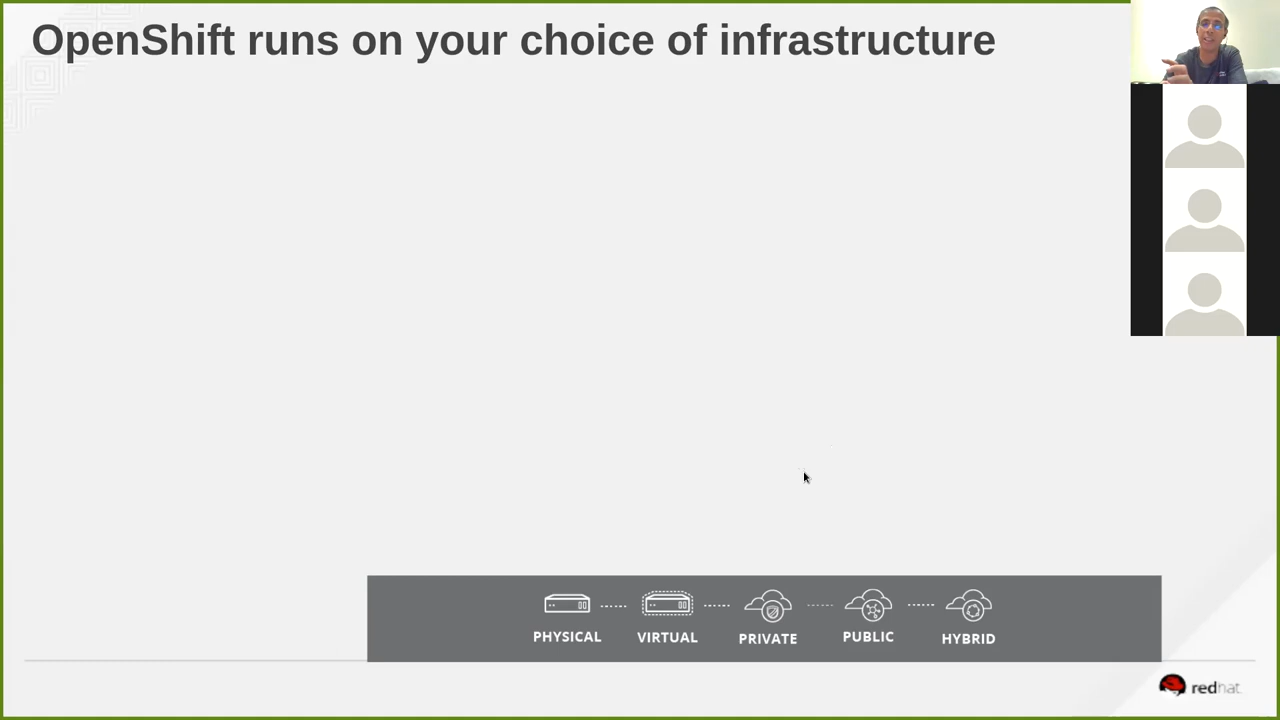 OpenShift runs on your choice of infrastructure
PHYSICAL VIRTUAL PRIVATE PUBLIC HYBRID
redhat.